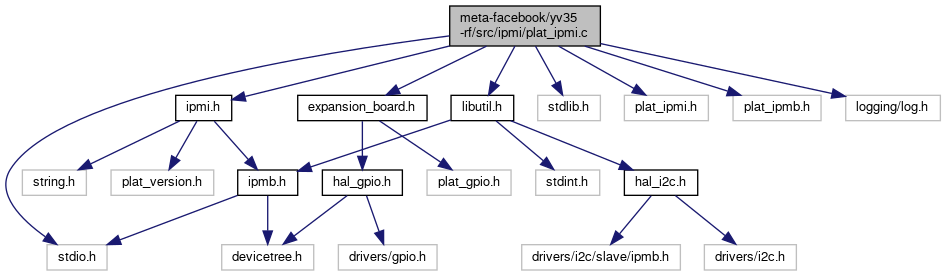 meta-facebook/yv35
-rf/src/ipmi/plat_ipmi.c
ipmi.h
expansion_board.h
libutil.h
stdlib.h
plat_ipmi.h
plat_ipmb.h
logging/log.h
string.h
plat_version.h
ipmb.h
hal_gpio.h
plat_gpio.h
stdint.h
hal_i2c.h
stdio.h
devicetree.h
drivers/gpio.h
drivers/i2c/slave/ipmb.h
drivers/i2c.h